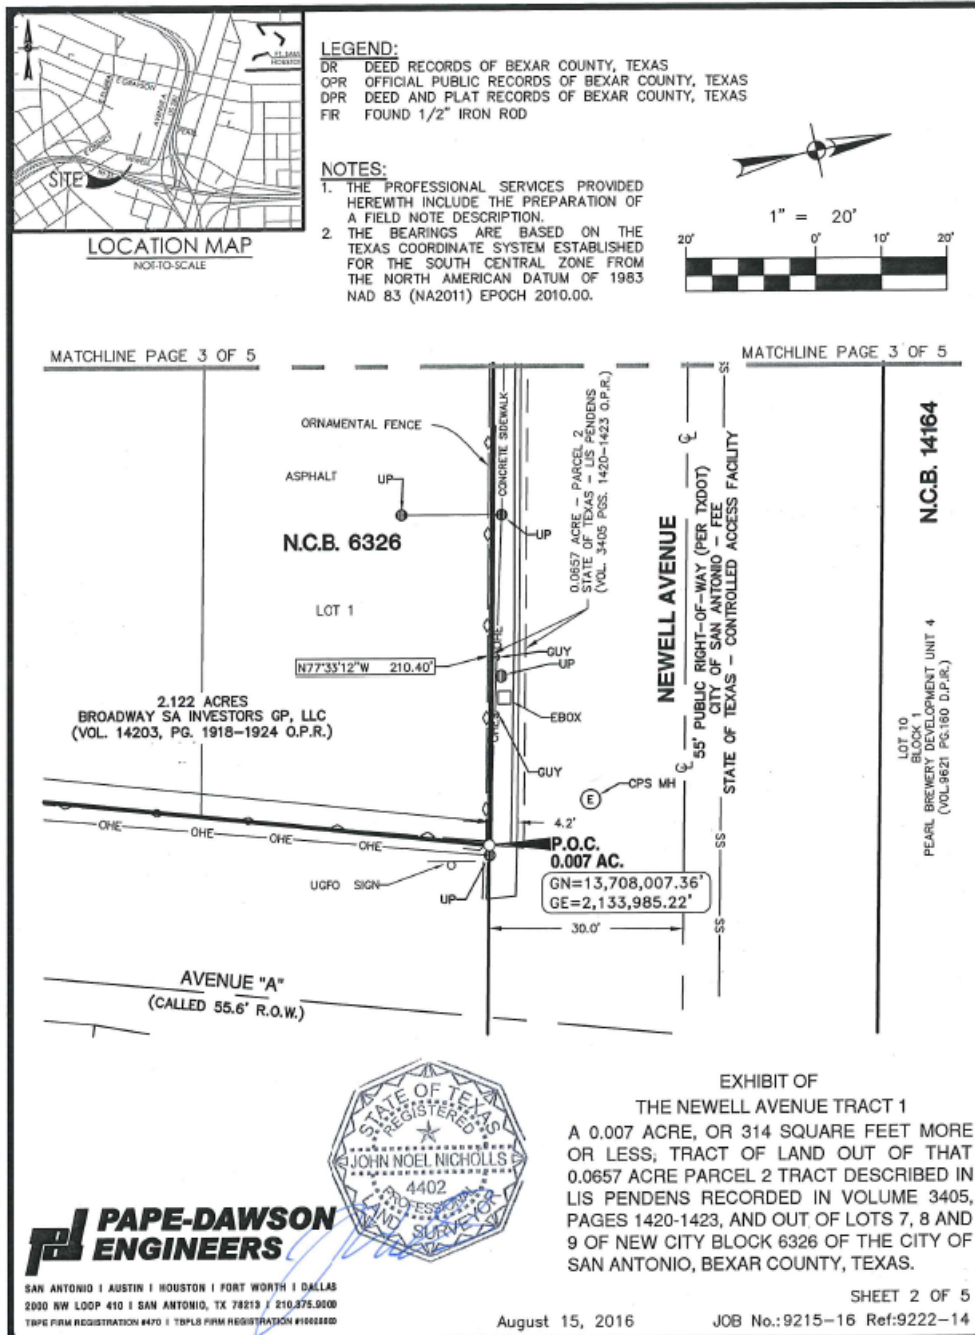 E GRAYSON
AVENUE A
PEARL
NEWELL
SITE
LOCATION MAP
NOT-TO-SCALE
LEGEND:
DR DEED RECORDS OF BEXAR COUNTY, TEXAS
OPR OFFICIAL PUBLIC RECORDS OF BEXAR COUNTY, TEXAS
DPR DEED AND PLAT RECORDS OF BEXAR COUNTY, TEXAS
FIR FOUND 1/2" IRON ROD
NOTES:
1. THE PROFESSIONAL SERVICES PROVIDED
HEREWITH INCLUDE THE PREPARATION OF
A FIELD NOTE DESCRIPTION.
2. THE BEARINGS ARE BASED ON THE
TEXAS COORDINATE SYSTEM ESTABLISHED
FOR THE SOUTH CENTRAL ZONE FROM
THE NORTH AMERICAN DATUM OF 1983
NAD 83 (NA2011) EPOCH 2010.00.
1" = 20'
20' 0' 10' 20'
MATCHLINE PAGE 3 OF 5
MATCHLINE PAGE 3 OF 5
ORNAMENTAL FENCE
ASPHALT
UP
UP
CONCRETE SIDEWALK
0.0657 ACRE - PARCEL 2
STATE OF TEXAS - LIS PENDENS
(VOL. 3405 PGS. 1420-1423 O.P.R.)
N.C.B. 6326
LOT 1
N77°33'12"W 210.40'
OHE
GUY
UP
EBOX
GUY
2.122 ACRES
BROADWAY SA INVESTORS GP, LLC
(VOL. 14203, PG. 1918-1924 O.P.R.)
NEWELL AVENUE
55' PUBLIC RIGHT-OF-WAY (PER TXDOT)
CITY OF SAN ANTONIO - FEE
STATE OF TEXAS - CONTROLLED ACCESS FACILITY
SS
SS
SS
N.C.B. 14164
LOT 10
BLOCK 1
PEARL BREWERY DEVELOPMENT UNIT 4
(VOL.9621 PG.160 D.P.R.)
E
CPS MH
OHE OHE OHE OHE
4.2'
P.O.C.
0.007 AC.
GN=13,708,007.36'
GE=2,133,985.22'
UGFO SIGN
UP
30.0'
AVENUE "A"
(CALLED 55.6' R.O.W.)
STATE OF TEXAS
REGISTERED
JOHN NOEL NICHOLLS
4402
PROFESSIONAL
LAND SURVEYOR
EXHIBIT OF
THE NEWELL AVENUE TRACT 1
A 0.007 ACRE, OR 314 SQUARE FEET MORE
OR LESS, TRACT OF LAND OUT OF THAT
0.0657 ACRE PARCEL 2 TRACT DESCRIBED IN
LIS PENDENS RECORDED IN VOLUME 3405,
PAGES 1420-1423, AND OUT OF LOTS 7, 8 AND
9 OF NEW CITY BLOCK 6326 OF THE CITY OF
SAN ANTONIO, BEXAR COUNTY, TEXAS.
PAPE-DAWSON
ENGINEERS
SAN ANTONIO | AUSTIN | HOUSTON | FORT WORTH | DALLAS
2000 NW LOOP 410 | SAN ANTONIO, TX 78213 | 210.375.9000
TBPE FIRM REGISTRATION #470 | TBPLS FIRM REGISTRATION #10028800
August 15, 2016
SHEET 2 OF 5
JOB No.:9215-16 Ref:9222-14